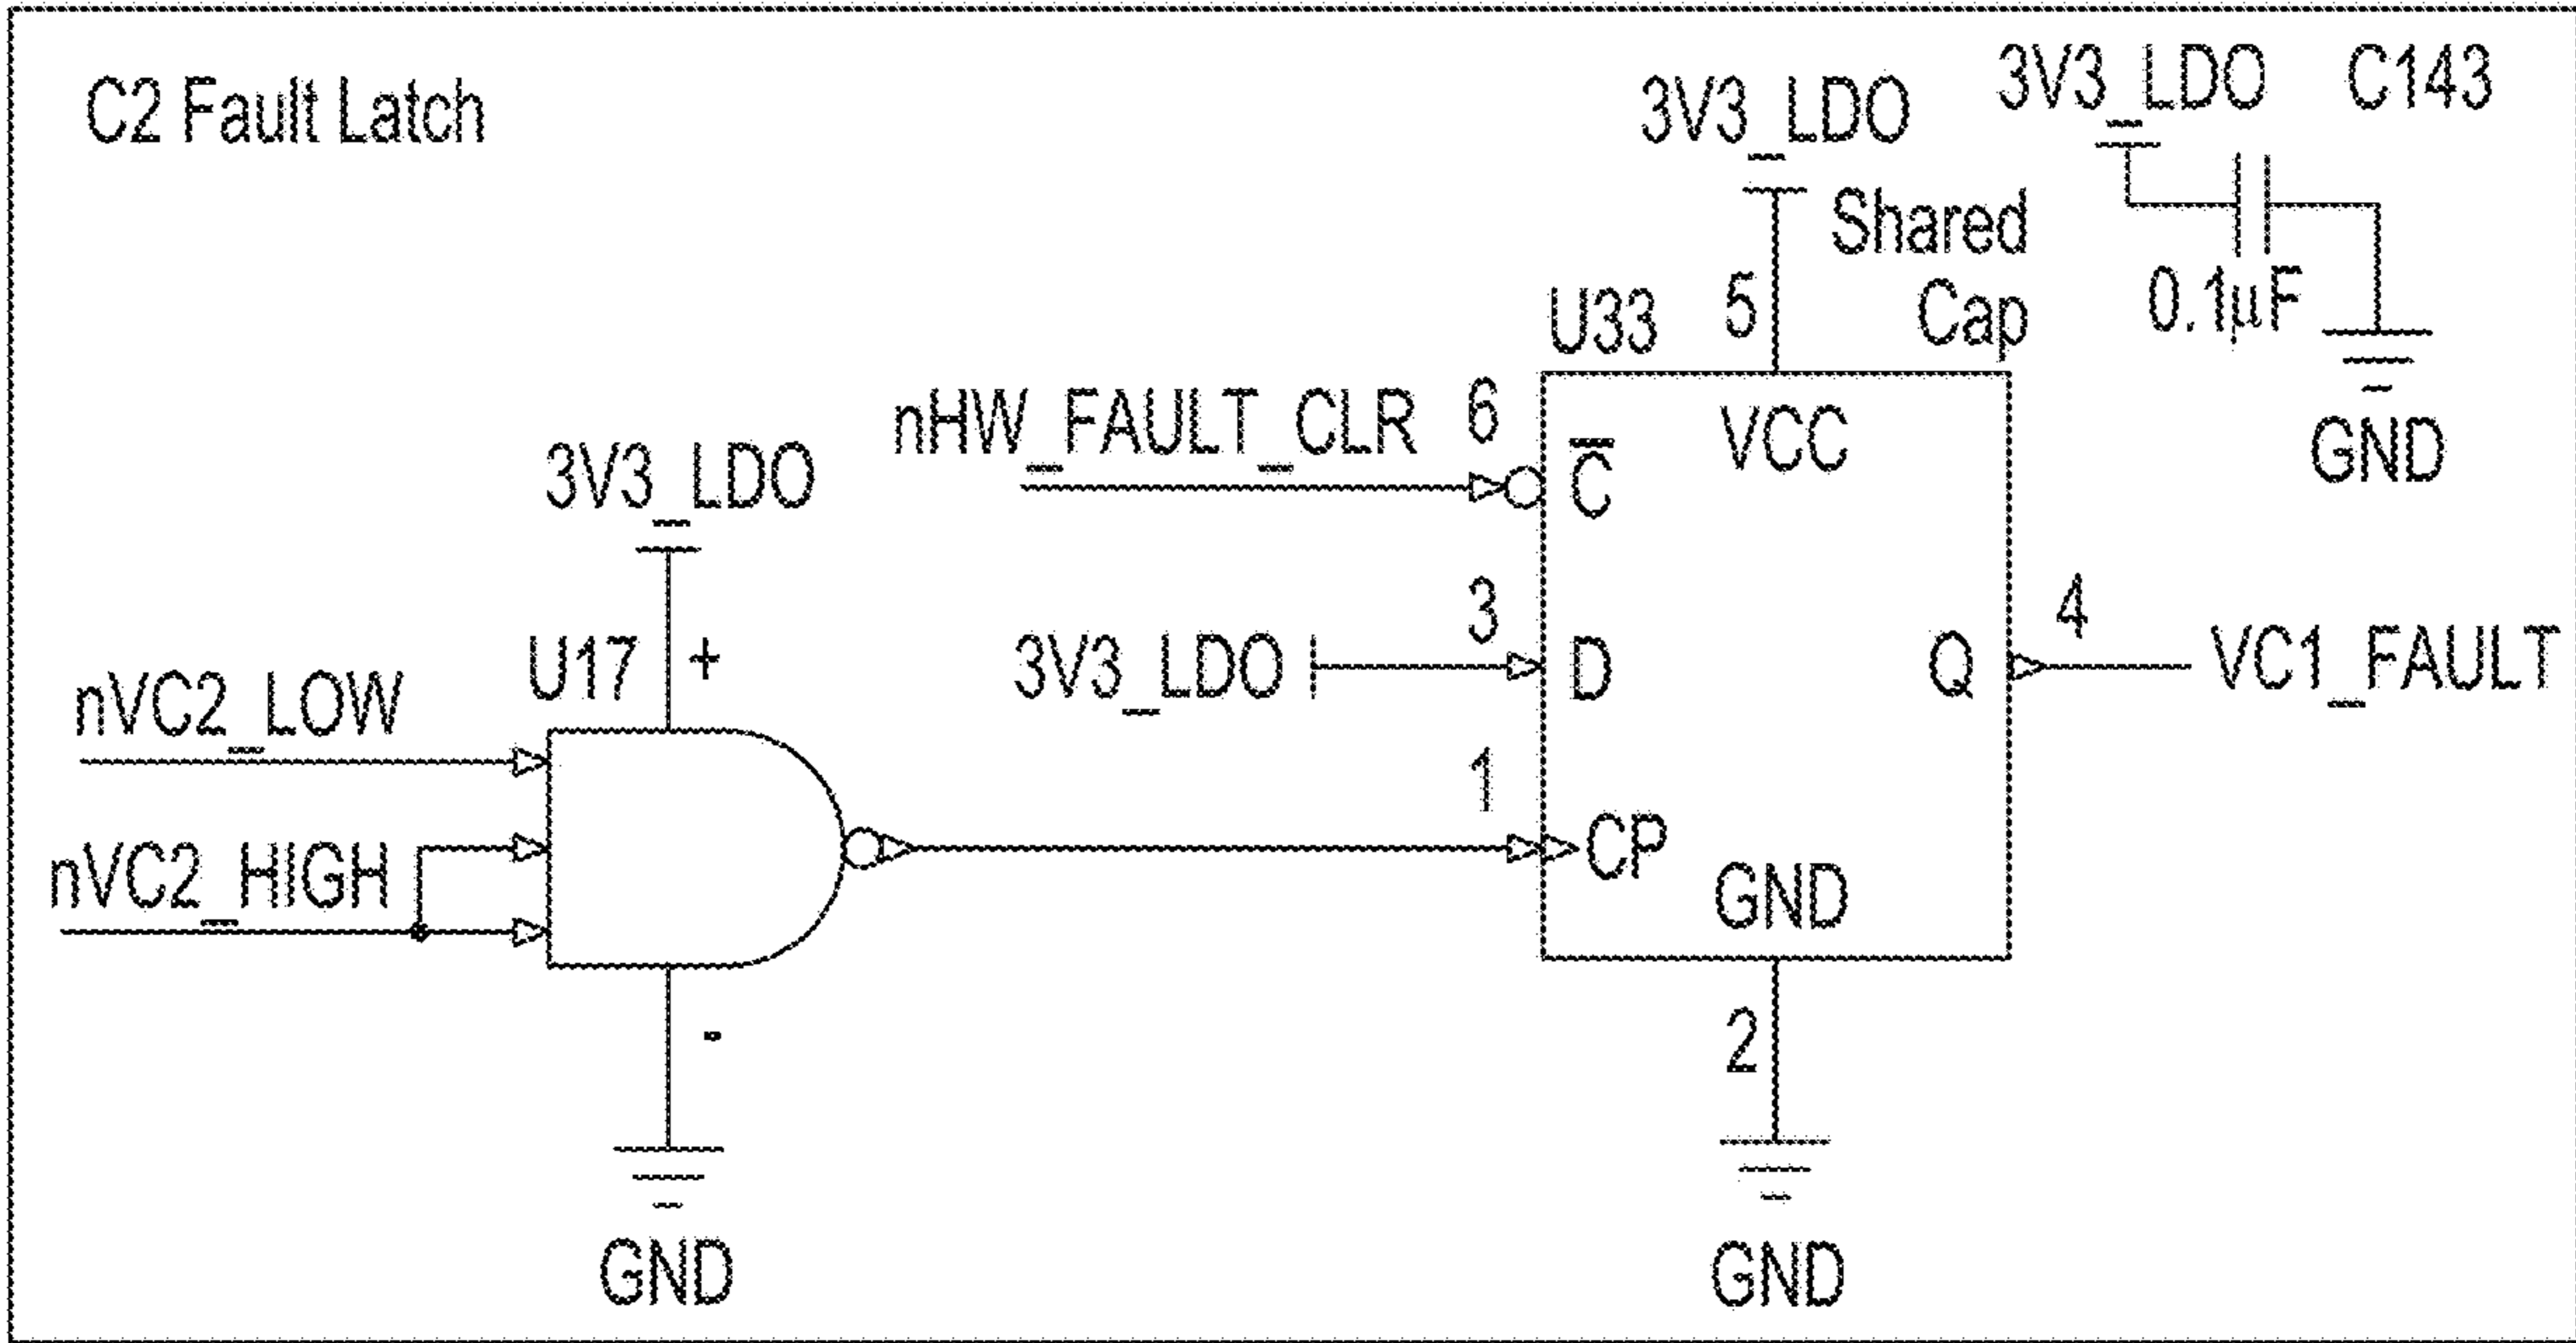 C2 Fault Latch
3V3_LDO
3V3_LDO C143
Shared
Cap
0.1µF
GND
U33
5
nHW_FAULT_CLR
6
C̅
VCC
3V3_LDO
U17
+
3V3_LDO
3
D
Q
4
VC1_FAULT
nVC2_LOW
nVC2_HIGH
1
CP
GND
-
2
GND
GND